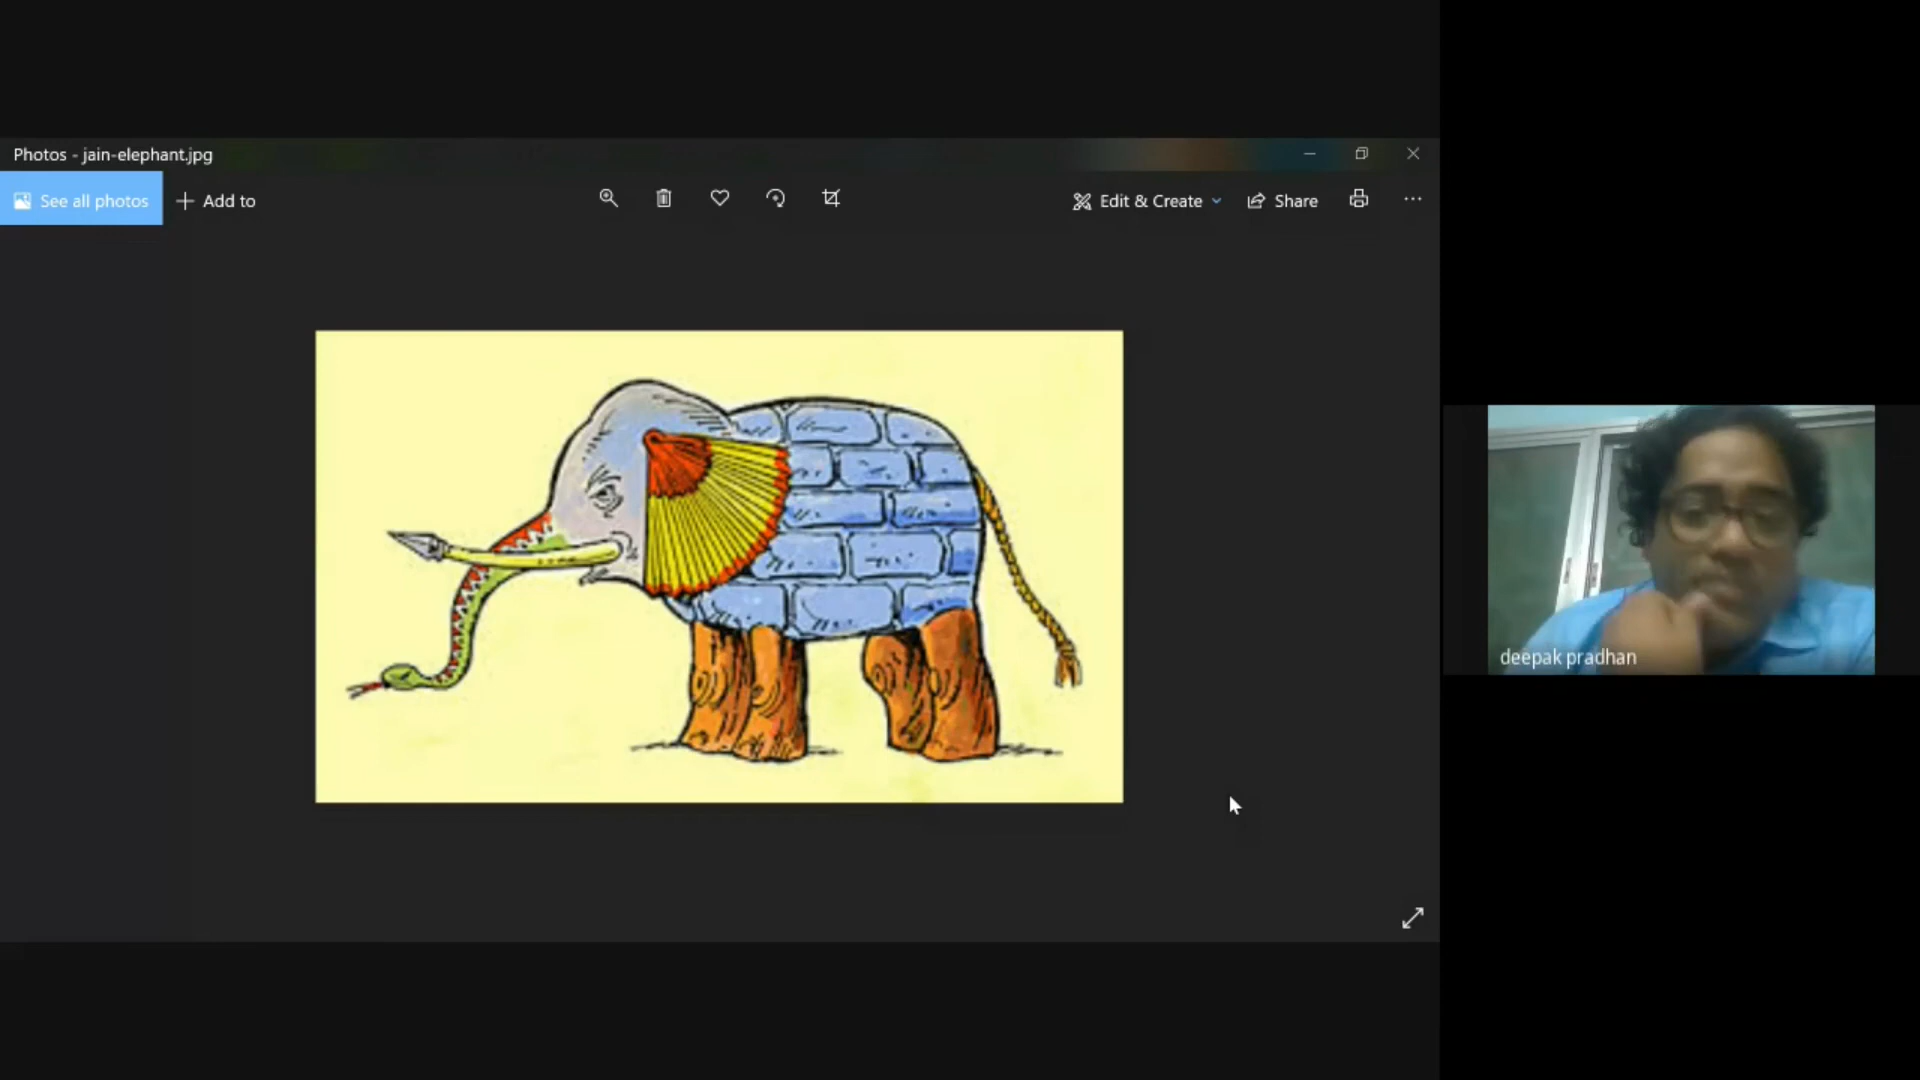 Photos - jain-elephant.jpg
See all photos
Add to
Edit & Create
Share
deepak pradhan